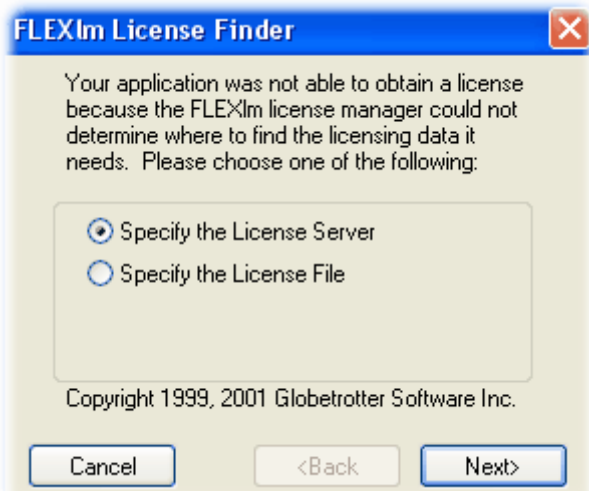 FLEXlm License Finder
Your application was not able to obtain a license
because the FLEXlm license manager could not
determine where to find the licensing data it
needs.  Please choose one of the following:
Specify the License Server
Specify the License File
Copyright 1999, 2001 Globetrotter Software Inc.
Cancel
<Back
Next>